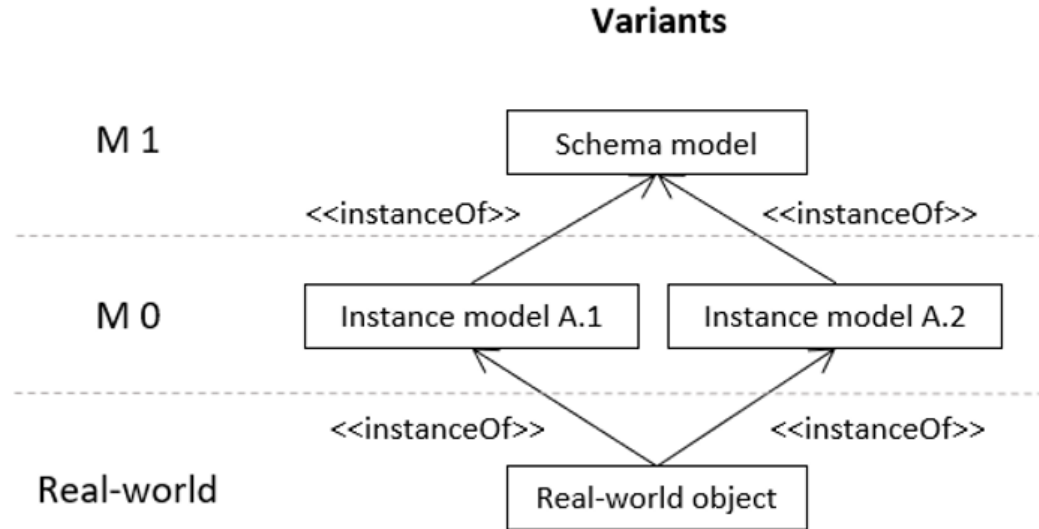 Variants
M 1
Schema model
<<instanceOf>>
<<instanceOf>>
M 0
Instance model A.1
Instance model A.2
<<instanceOf>>
<<instanceOf>>
Real-world
Real-world object